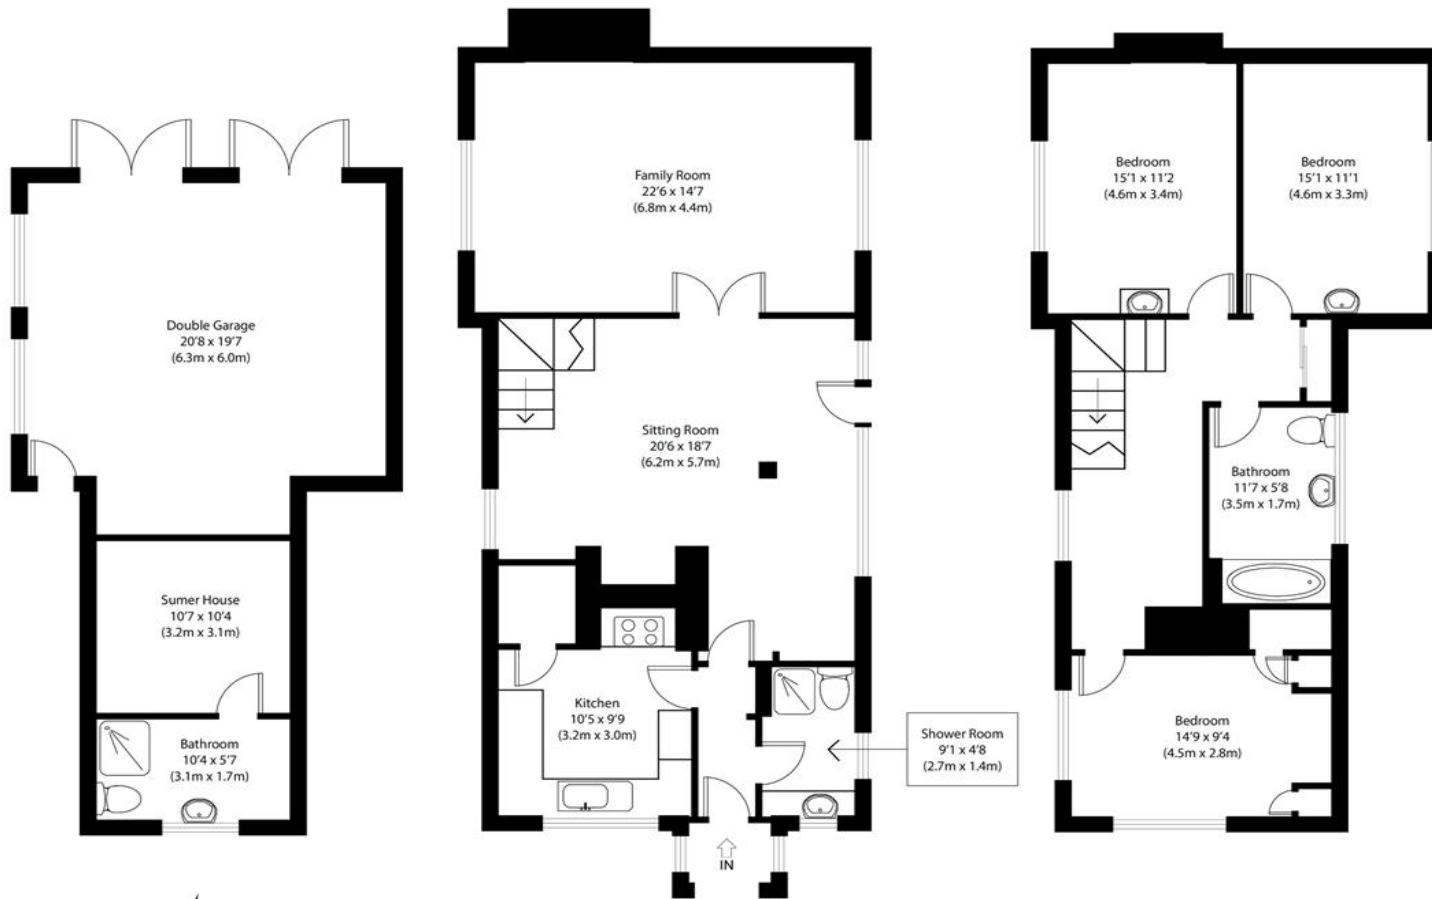 Double Garage
20'8 x 19'7
(6.3m x 6.0m)
Sumer House
10'7 x 10'4
(3.2m x 3.1m)
Bathroom
10'4 x 5'7
(3.1m x 1.7m)
Family Room
22'6 x 14'7
(6.8m x 4.4m)
Sitting Room
20'6 x 18'7
(6.2m x 5.7m)
Kitchen
10'5 x 9'9
(3.2m x 3.0m)
Shower Room
9'1 x 4'8
(2.7m x 1.4m)
IN
Bedroom
15'1 x 11'2
(4.6m x 3.4m)
Bedroom
15'1 x 11'1
(4.6m x 3.3m)
Bathroom
11'7 x 5'8
(3.5m x 1.7m)
Bedroom
14'9 x 9'4
(4.5m x 2.8m)